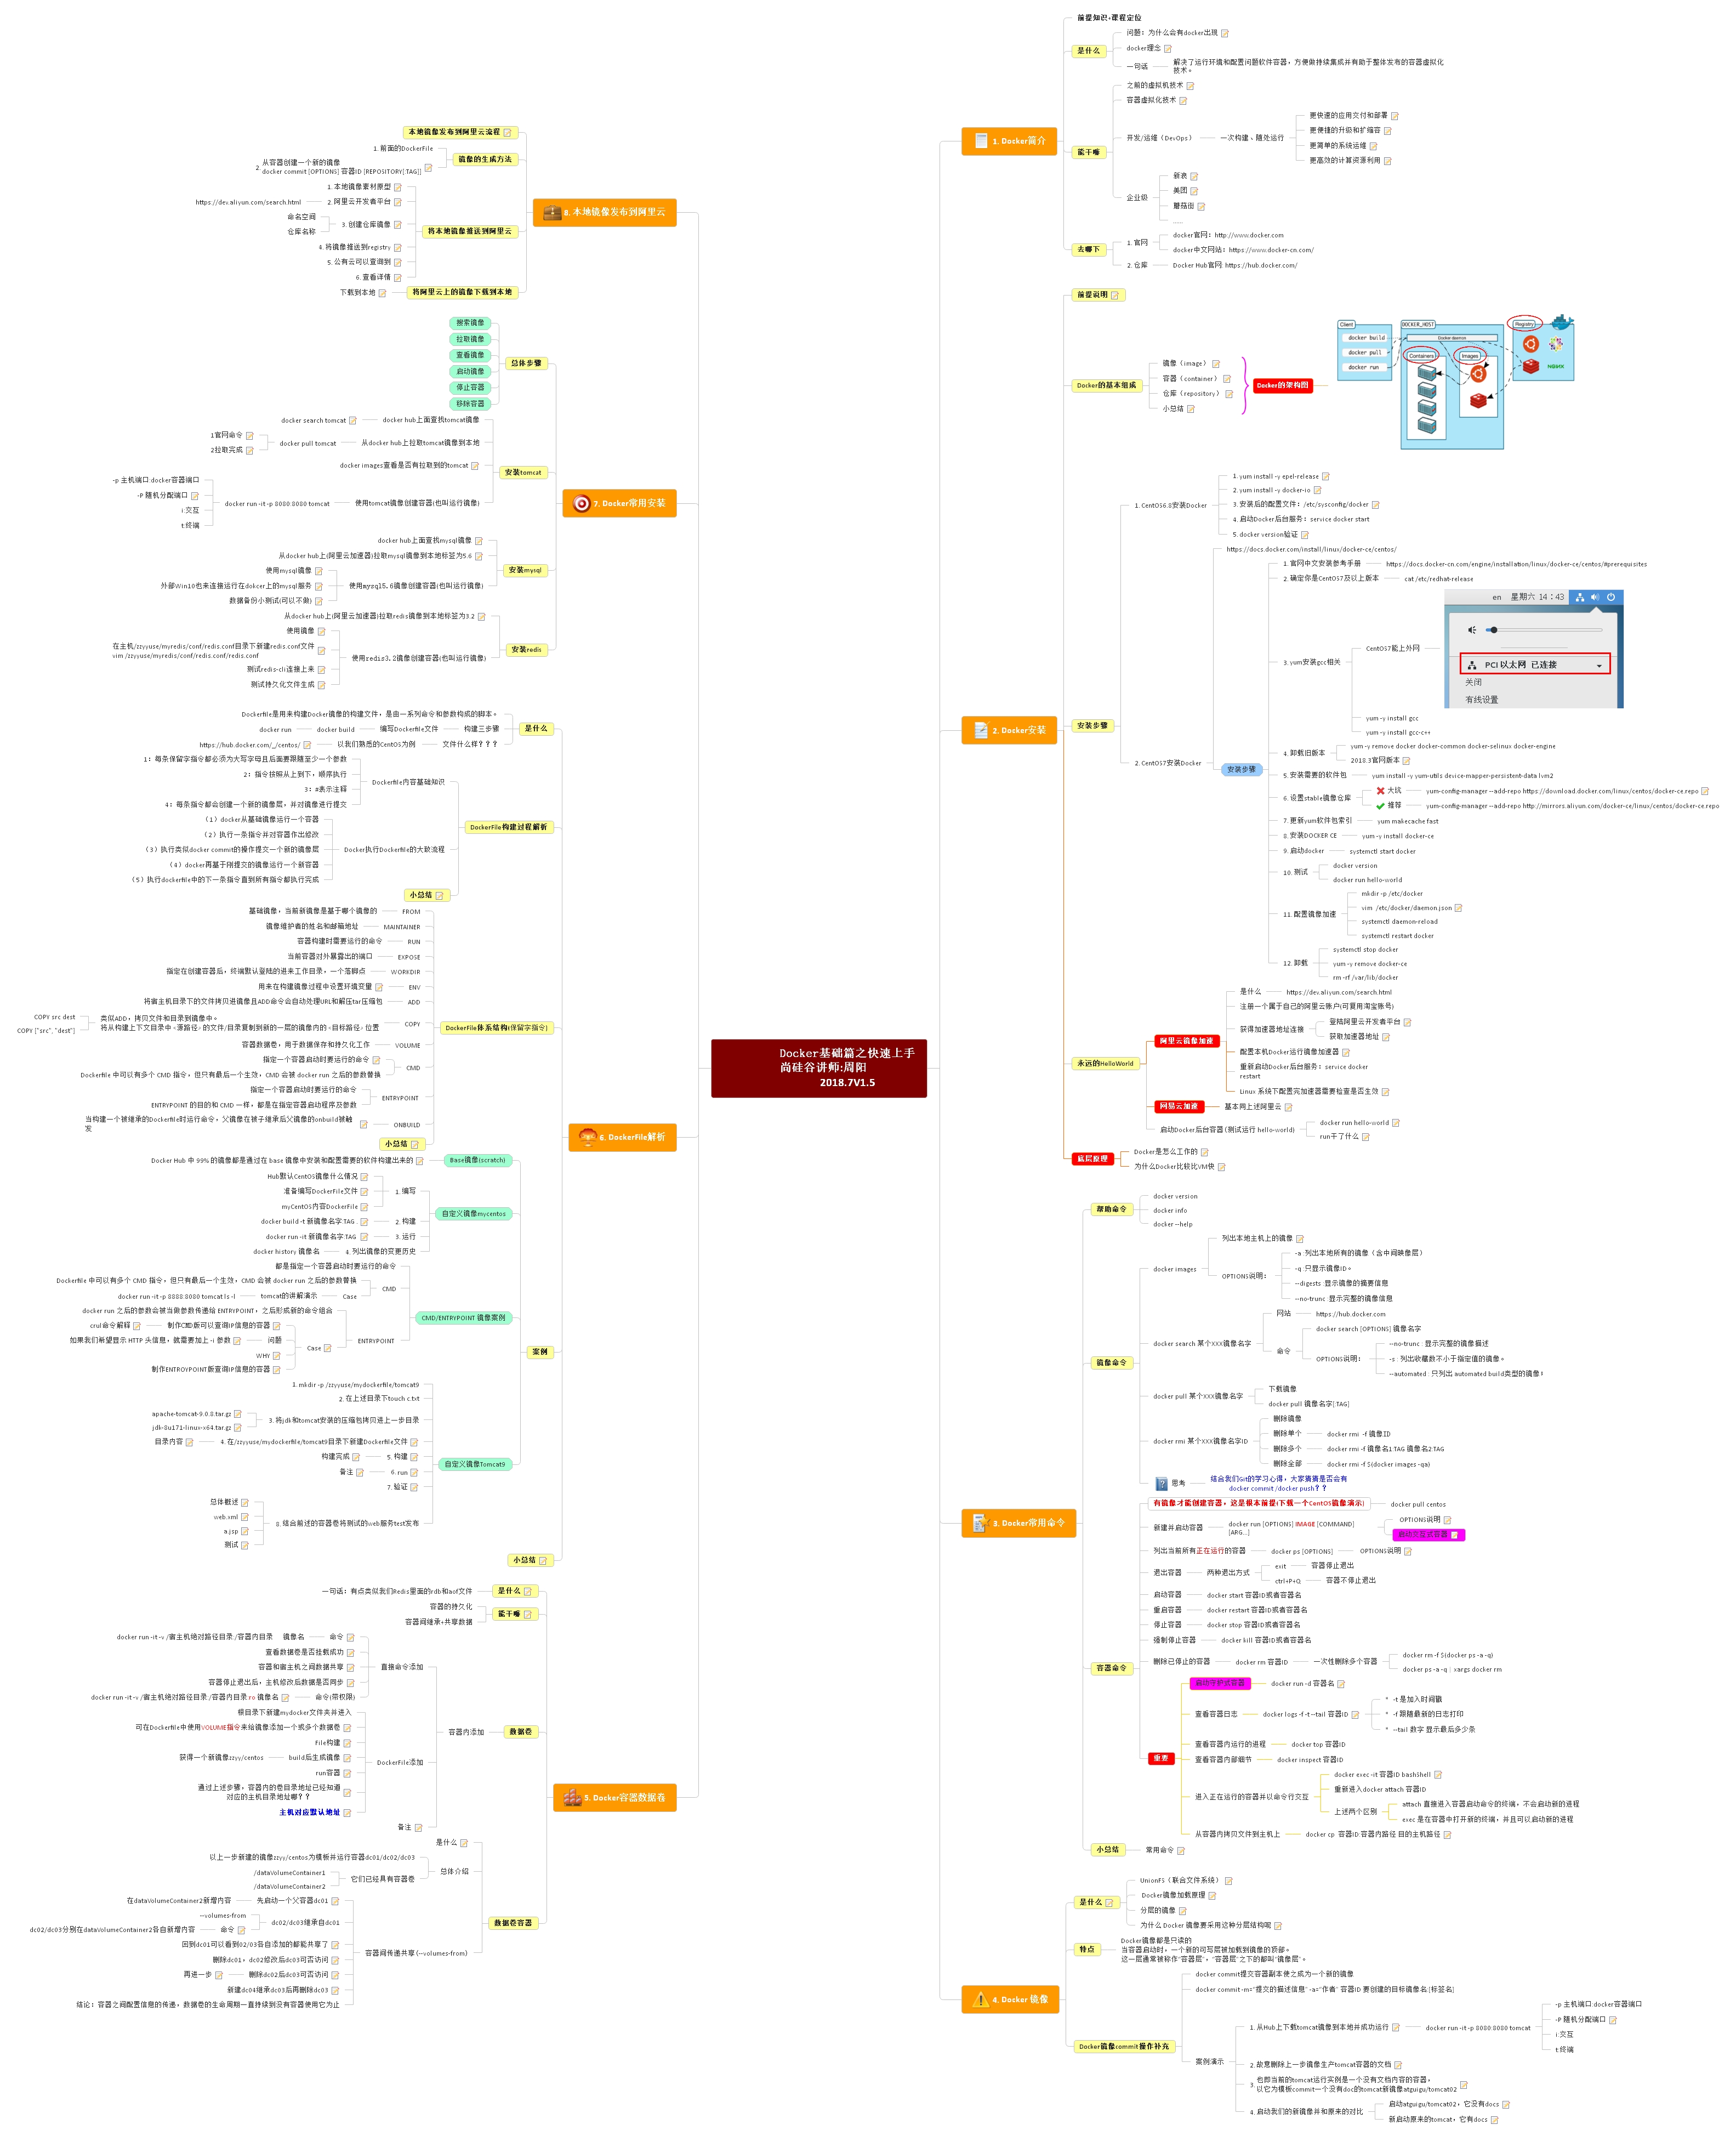 Docker基础篇之快速上手
尚硅谷讲师:周阳
2018.7V1.5
1. Docker简介
前提知识+课程定位
是什么
问题：为什么会有docker出现
docker理念
一句话
解决了运行环境和配置问题软件容器，方便做持续集成并有助于整体发布的容器虚拟化
技术。
能干嘛
之前的虚拟机技术
容器虚拟化技术
开发/运维（DevOps）
一次构建、随处运行
更快速的应用交付和部署
更便捷的升级和扩缩容
更简单的系统运维
更高效的计算资源利用
企业级
新浪
美团
蘑菇街
......
去哪下
1. 官网
docker官网：http://www.docker.com
docker中文网站：https://www.docker-cn.com/
2. 仓库
Docker Hub官网: https://hub.docker.com/
2. Docker安装
前提说明
Docker的基本组成
镜像（image）
容器（container）
仓库（repository）
小总结
Docker的架构图
Client
docker build
docker pull
docker run
DOCKER_HOST
Docker daemon
Containers
Images
Registry
NGINX
安装步骤
1. CentOS6.8安装Docker
1. yum install -y epel-release
2. yum install -y docker-io
3. 安装后的配置文件：/etc/sysconfig/docker
4. 启动Docker后台服务：service docker start
5. docker version验证
2. CentOS7安装Docker
https://docs.docker.com/install/linux/docker-ce/centos/
安装步骤
1. 官网中文安装参考手册
https://docs.docker-cn.com/engine/installation/linux/docker-ce/centos/#prerequisites
2. 确定你是CentOS7及以上版本
cat /etc/redhat-release
3. yum安装gcc相关
CentOS7能上外网
en 星期六 14：43
PCI 以太网 已连接
关闭
有线设置
yum -y install gcc
yum -y install gcc-c++
4. 卸载旧版本
yum -y remove docker docker-common docker-selinux docker-engine
2018.3官网版本
5. 安装需要的软件包
yum install -y yum-utils device-mapper-persistent-data lvm2
6. 设置stable镜像仓库
大坑
yum-config-manager --add-repo https://download.docker.com/linux/centos/docker-ce.repo
推荐
yum-config-manager --add-repo http://mirrors.aliyun.com/docker-ce/linux/centos/docker-ce.repo
7. 更新yum软件包索引
yum makecache fast
8. 安装DOCKER CE
yum -y install docker-ce
9. 启动docker
systemctl start docker
10. 测试
docker version
docker run hello-world
11. 配置镜像加速
mkdir -p /etc/docker
vim /etc/docker/daemon.json
systemctl daemon-reload
systemctl restart docker
12. 卸载
systemctl stop docker
yum -y remove docker-ce
rm -rf /var/lib/docker
永远的HelloWorld
阿里云镜像加速
是什么
https://dev.aliyun.com/search.html
注册一个属于自己的阿里云账户(可复用淘宝账号)
获得加速器地址连接
登陆阿里云开发者平台
获取加速器地址
配置本机Docker运行镜像加速器
重新启动Docker后台服务：service docker
restart
Linux 系统下配置完加速器需要检查是否生效
网易云加速
基本同上述阿里云
启动Docker后台容器(测试运行 hello-world)
docker run hello-world
run干了什么
底层原理
Docker是怎么工作的
为什么Docker比较比VM快
3. Docker常用命令
帮助命令
docker version
docker info
docker --help
镜像命令
docker images
列出本地主机上的镜像
OPTIONS说明：
-a :列出本地所有的镜像（含中间映像层）
-q :只显示镜像ID。
--digests :显示镜像的摘要信息
--no-trunc :显示完整的镜像信息
docker search 某个XXX镜像名字
网站
https://hub.docker.com
命令
docker search [OPTIONS] 镜像名字
OPTIONS说明：
--no-trunc : 显示完整的镜像描述
-s : 列出收藏数不小于指定值的镜像。
--automated : 只列出 automated build类型的镜像；
docker pull 某个XXX镜像名字
下载镜像
docker pull 镜像名字[:TAG]
docker rmi 某个XXX镜像名字ID
删除镜像
删除单个
docker rmi -f 镜像ID
删除多个
docker rmi -f 镜像名1:TAG 镜像名2:TAG
删除全部
docker rmi -f $(docker images -qa)
思考
结合我们Git的学习心得，大家猜猜是否会有
docker commit /docker push？？
容器命令
有镜像才能创建容器，这是根本前提(下载一个CentOS镜像演示)
docker pull centos
新建并启动容器
docker run [OPTIONS] IMAGE [COMMAND]
[ARG...]
OPTIONS说明
启动交互式容器
列出当前所有正在运行的容器
docker ps [OPTIONS]
OPTIONS说明
退出容器
两种退出方式
exit
容器停止退出
ctrl+P+Q
容器不停止退出
启动容器
docker start 容器ID或者容器名
重启容器
docker restart 容器ID或者容器名
停止容器
docker stop 容器ID或者容器名
强制停止容器
docker kill 容器ID或者容器名
删除已停止的容器
docker rm 容器ID
一次性删除多个容器
docker rm -f $(docker ps -a -q)
docker ps -a -q | xargs docker rm
重要
启动守护式容器
docker run -d 容器名
查看容器日志
docker logs -f -t --tail 容器ID
* -t 是加入时间戳
* -f 跟随最新的日志打印
* --tail 数字 显示最后多少条
查看容器内运行的进程
docker top 容器ID
查看容器内部细节
docker inspect 容器ID
进入正在运行的容器并以命令行交互
docker exec -it 容器ID bashShell
重新进入docker attach 容器ID
上述两个区别
attach 直接进入容器启动命令的终端，不会启动新的进程
exec 是在容器中打开新的终端，并且可以启动新的进程
从容器内拷贝文件到主机上
docker cp 容器ID:容器内路径 目的主机路径
小总结
常用命令
4. Docker 镜像
是什么
UnionFS（联合文件系统）
Docker镜像加载原理
分层的镜像
为什么 Docker 镜像要采用这种分层结构呢
特点
Docker镜像都是只读的
当容器启动时，一个新的可写层被加载到镜像的顶部。
这一层通常被称作“容器层”，“容器层”之下的都叫“镜像层”。
Docker镜像commit操作补充
docker commit提交容器副本使之成为一个新的镜像
docker commit -m=“提交的描述信息” -a=“作者” 容器ID 要创建的目标镜像名:[标签名]
案例演示
1. 从Hub上下载tomcat镜像到本地并成功运行
docker run -it -p 8080:8080 tomcat
-p 主机端口:docker容器端口
-P 随机分配端口
i:交互
t:终端
2. 故意删除上一步镜像生产tomcat容器的文档
3. 也即当前的tomcat运行实例是一个没有文档内容的容器，
以它为模板commit一个没有doc的tomcat新镜像atguigu/tomcat02
4. 启动我们的新镜像并和原来的对比
启动atguigu/tomcat02，它没有docs
新启动原来的tomcat，它有docs
5. Docker容器数据卷
是什么
一句话：有点类似我们Redis里面的rdb和aof文件
能干嘛
容器的持久化
容器间继承+共享数据
数据卷
容器内添加
直接命令添加
命令
docker run -it -v /宿主机绝对路径目录:/容器内目录 镜像名
查看数据卷是否挂载成功
容器和宿主机之间数据共享
容器停止退出后，主机修改后数据是否同步
命令(带权限)
docker run -it -v /宿主机绝对路径目录:/容器内目录:ro 镜像名
DockerFile添加
根目录下新建mydocker文件夹并进入
可在Dockerfile中使用VOLUME指令来给镜像添加一个或多个数据卷
File构建
build后生成镜像
获得一个新镜像zzyy/centos
run容器
通过上述步骤，容器内的卷目录地址已经知道
对应的主机目录地址哪？？
主机对应默认地址
备注
数据卷容器
是什么
总体介绍
以上一步新建的镜像zzyy/centos为模板并运行容器dc01/dc02/dc03
它们已经具有容器卷
/dataVolumeContainer1
/dataVolumeContainer2
容器间传递共享(--volumes-from)
先启动一个父容器dc01
在dataVolumeContainer2新增内容
dc02/dc03继承自dc01
--volumes-from
命令
dc02/dc03分别在dataVolumeContainer2各自新增内容
回到dc01可以看到02/03各自添加的都能共享了
删除dc01，dc02修改后dc03可否访问
删除dc02后dc03可否访问
再进一步
新建dc04继承dc03后再删除dc03
结论：容器之间配置信息的传递，数据卷的生命周期一直持续到没有容器使用它为止
6. DockerFile解析
是什么
Dockerfile是用来构建Docker镜像的构建文件，是由一系列命令和参数构成的脚本。
构建三步骤
编写Dockerfile文件
docker build
docker run
文件什么样？？？
以我们熟悉的CentOS为例
https://hub.docker.com/_/centos/
DockerFile构建过程解析
Dockerfile内容基础知识
1：每条保留字指令都必须为大写字母且后面要跟随至少一个参数
2：指令按照从上到下，顺序执行
3：#表示注释
4：每条指令都会创建一个新的镜像层，并对镜像进行提交
Docker执行Dockerfile的大致流程
（1）docker从基础镜像运行一个容器
（2）执行一条指令并对容器作出修改
（3）执行类似docker commit的操作提交一个新的镜像层
（4）docker再基于刚提交的镜像运行一个新容器
（5）执行dockerfile中的下一条指令直到所有指令都执行完成
小总结
DockerFile体系结构(保留字指令)
FROM
基础镜像，当前新镜像是基于哪个镜像的
MAINTAINER
镜像维护者的姓名和邮箱地址
RUN
容器构建时需要运行的命令
EXPOSE
当前容器对外暴露出的端口
WORKDIR
指定在创建容器后，终端默认登陆的进来工作目录，一个落脚点
ENV
用来在构建镜像过程中设置环境变量
ADD
将宿主机目录下的文件拷贝进镜像且ADD命令会自动处理URL和解压tar压缩包
COPY
类似ADD，拷贝文件和目录到镜像中。
将从构建上下文目录中 <源路径> 的文件/目录复制到新的一层的镜像内的 <目标路径> 位置
COPY src dest
COPY ["src", "dest"]
VOLUME
容器数据卷，用于数据保存和持久化工作
CMD
指定一个容器启动时要运行的命令
Dockerfile 中可以有多个 CMD 指令，但只有最后一个生效，CMD 会被 docker run 之后的参数替换
ENTRYPOINT
指定一个容器启动时要运行的命令
ENTRYPOINT 的目的和 CMD 一样，都是在指定容器启动程序及参数
ONBUILD
当构建一个被继承的Dockerfile时运行命令，父镜像在被子继承后父镜像的onbuild被触
发
小总结
案例
Base镜像(scratch)
Docker Hub 中 99% 的镜像都是通过在 base 镜像中安装和配置需要的软件构建出来的
自定义镜像mycentos
1. 编写
Hub默认CentOS镜像什么情况
准备编写DockerFile文件
myCentOS内容DockerFile
2. 构建
docker build -t 新镜像名字:TAG .
3. 运行
docker run -it 新镜像名字:TAG
4. 列出镜像的变更历史
docker history 镜像名
CMD/ENTRYPOINT 镜像案例
都是指定一个容器启动时要运行的命令
CMD
Dockerfile 中可以有多个 CMD 指令，但只有最后一个生效，CMD 会被 docker run 之后的参数替换
Case
tomcat的讲解演示
docker run -it -p 8888:8080 tomcat ls -l
ENTRYPOINT
docker run 之后的参数会被当做参数传递给 ENTRYPOINT，之后形成新的命令组合
Case
制作CMD版可以查询IP信息的容器
crul命令解释
问题
如果我们希望显示 HTTP 头信息，就需要加上 -i 参数
WHY
制作ENTROYPOINT版查询IP信息的容器
自定义镜像Tomcat9
1. mkdir -p /zzyyuse/mydockerfile/tomcat9
2. 在上述目录下touch c.txt
3. 将jdk和tomcat安装的压缩包拷贝进上一步目录
apache-tomcat-9.0.8.tar.gz
jdk-8u171-linux-x64.tar.gz
4. 在/zzyyuse/mydockerfile/tomcat9目录下新建Dockerfile文件
目录内容
5. 构建
构建完成
6. run
备注
7. 验证
8. 结合前述的容器卷将测试的web服务test发布
总体概述
web.xml
a.jsp
测试
小总结
7. Docker常用安装
总体步骤
搜索镜像
拉取镜像
查看镜像
启动镜像
停止容器
移除容器
安装tomcat
docker hub上面查找tomcat镜像
docker search tomcat
从docker hub上拉取tomcat镜像到本地
docker pull tomcat
1官网命令
2拉取完成
docker images查看是否有拉取到的tomcat
使用tomcat镜像创建容器(也叫运行镜像)
docker run -it -p 8080:8080 tomcat
-p 主机端口:docker容器端口
-P 随机分配端口
i:交互
t:终端
安装mysql
docker hub上面查找mysql镜像
从docker hub上(阿里云加速器)拉取mysql镜像到本地标签为5.6
使用mysql5.6镜像创建容器(也叫运行镜像)
使用mysql镜像
外部Win10也来连接运行在dokcer上的mysql服务
数据备份小测试(可以不做)
安装redis
从docker hub上(阿里云加速器)拉取redis镜像到本地标签为3.2
使用redis3.2镜像创建容器(也叫运行镜像)
使用镜像
在主机/zzyyuse/myredis/conf/redis.conf目录下新建redis.conf文件
vim /zzyyuse/myredis/conf/redis.conf/redis.conf
测试redis-cli连接上来
测试持久化文件生成
8. 本地镜像发布到阿里云
本地镜像发布到阿里云流程
镜像的生成方法
1. 前面的DockerFile
2. 从容器创建一个新的镜像
docker commit [OPTIONS] 容器ID [REPOSITORY[:TAG]]
将本地镜像推送到阿里云
1. 本地镜像素材原型
2. 阿里云开发者平台
https://dev.aliyun.com/search.html
3. 创建仓库镜像
命名空间
仓库名称
4. 将镜像推送到registry
5. 公有云可以查询到
6. 查看详情
将阿里云上的镜像下载到本地
下载到本地